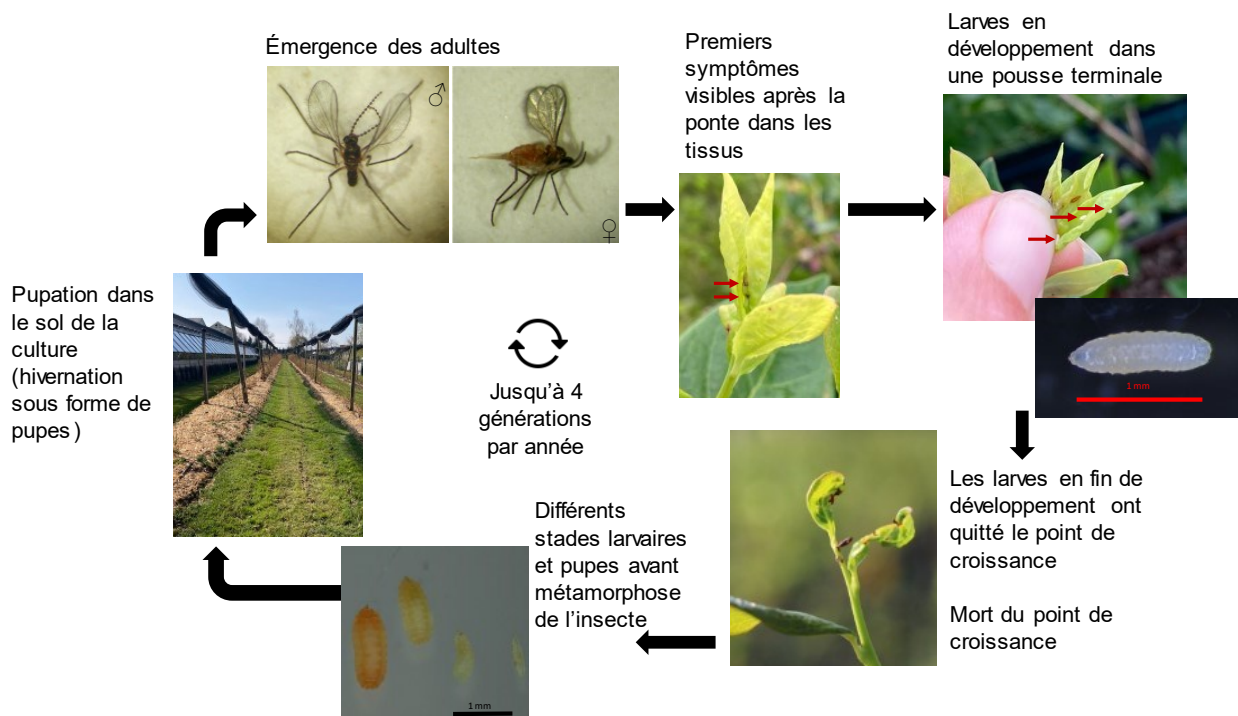 Émergence des adultes
♂
♀
Premiers
symptômes
visibles après la
ponte dans les
tissus
Larves en
développement dans
une pousse terminale
1 mm
Les larves en fin de
développement ont
quitté le point de
croissance
Mort du point de
croissance
Différents
stades larvaires
et pupes avant
métamorphose
de l'insecte
1 mm
Pupation dans
le sol de la
culture
(hivernation
sous forme de
pupes)
Jusqu'à 4
générations
par année